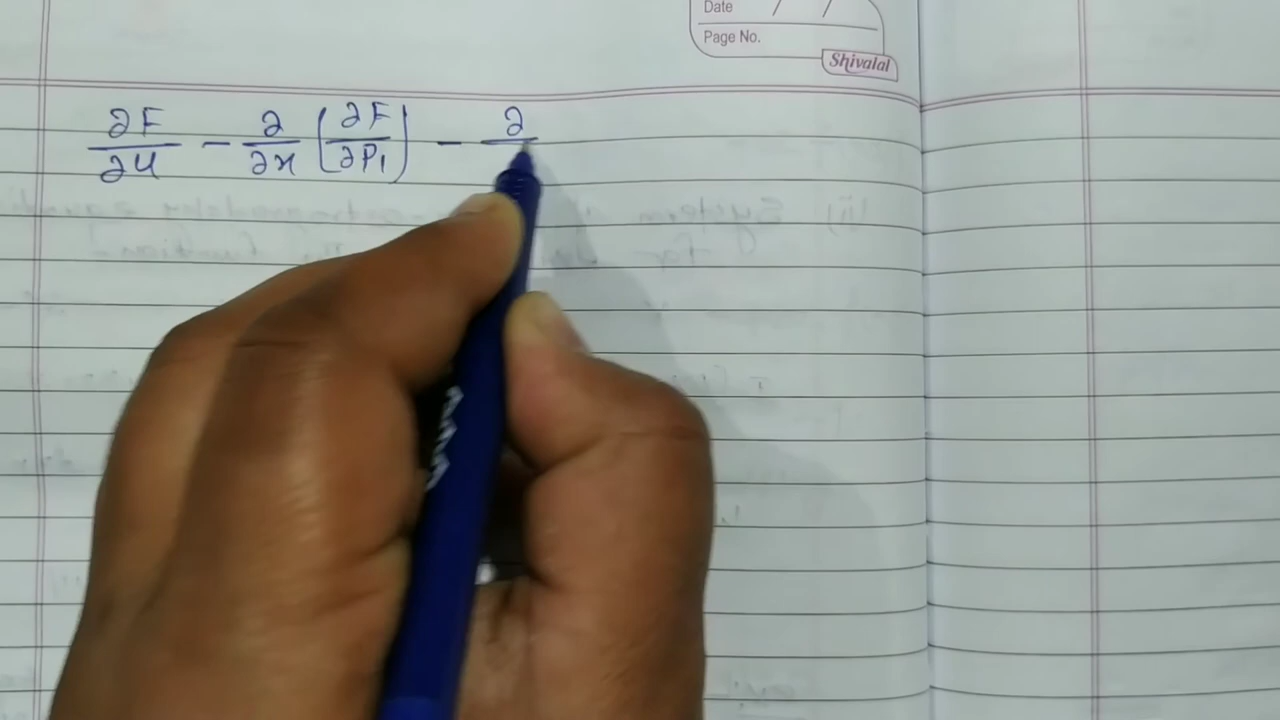 Date / /
Page No.
Shivalal
∂F/∂u - ∂/∂x (∂F/∂P₁) - ∂